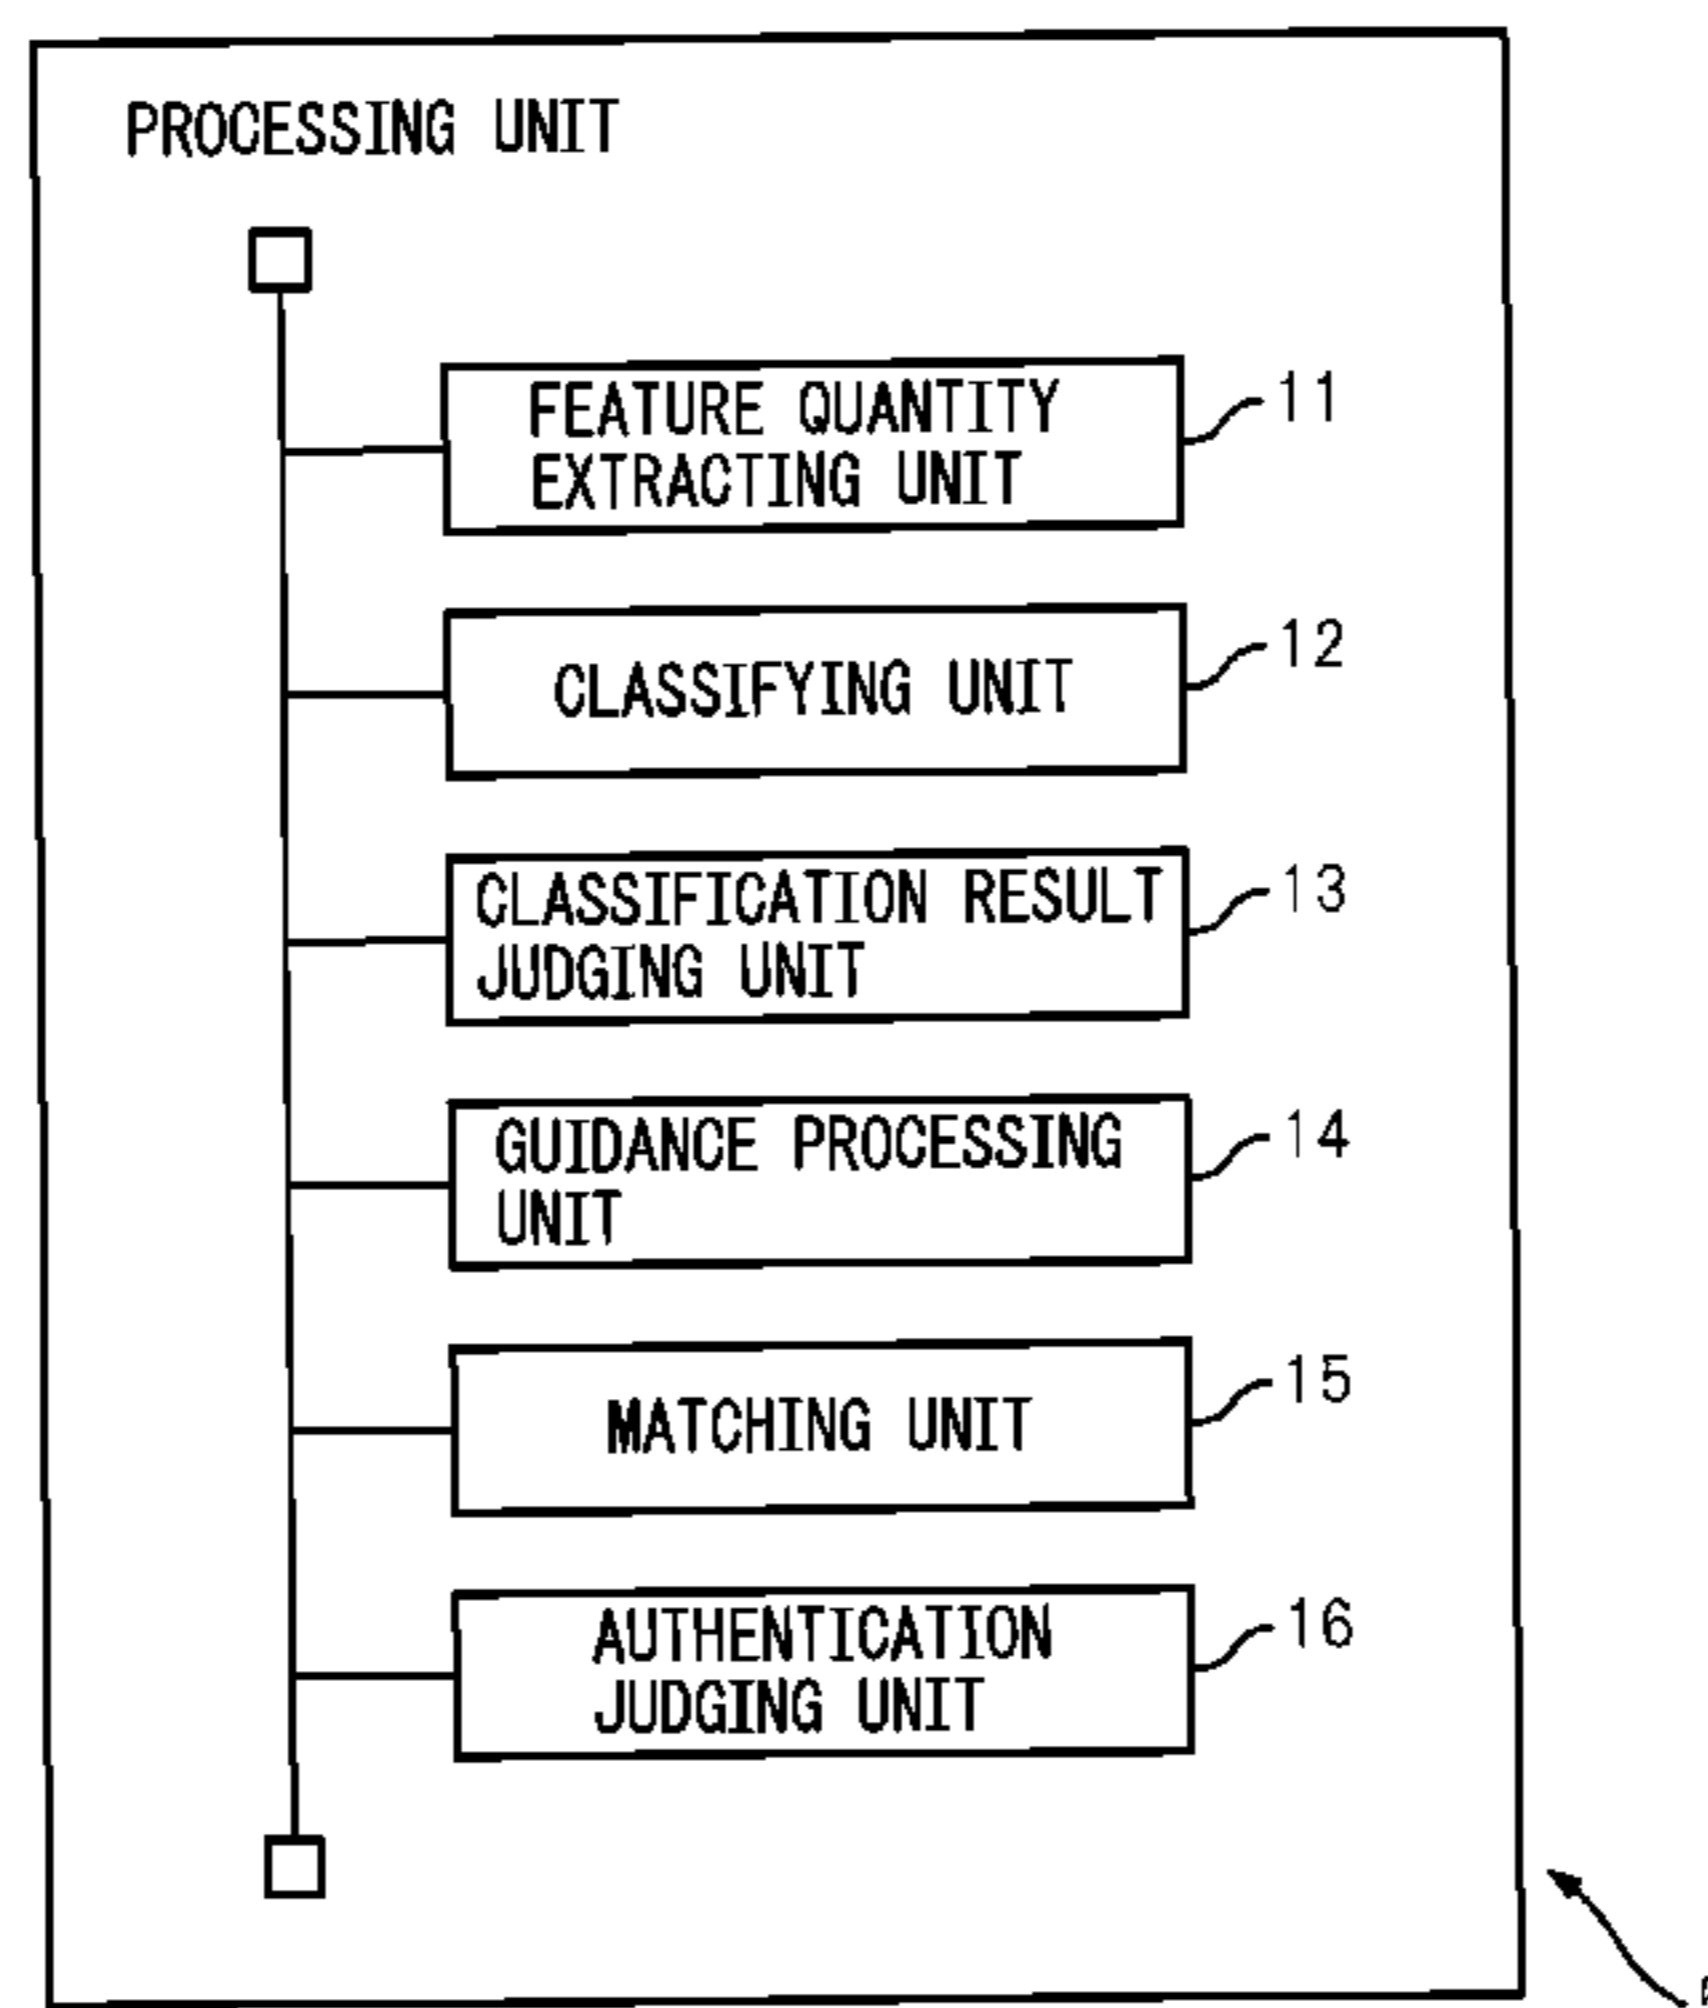 PROCESSING UNIT
FEATURE QUANTITY
EXTRACTING UNIT
11
CLASSIFYING UNIT
12
CLASSIFICATION RESULT
JUDGING UNIT
13
GUIDANCE PROCESSING
UNIT
14
MATCHING UNIT
15
AUTHENTICATION
JUDGING UNIT
16